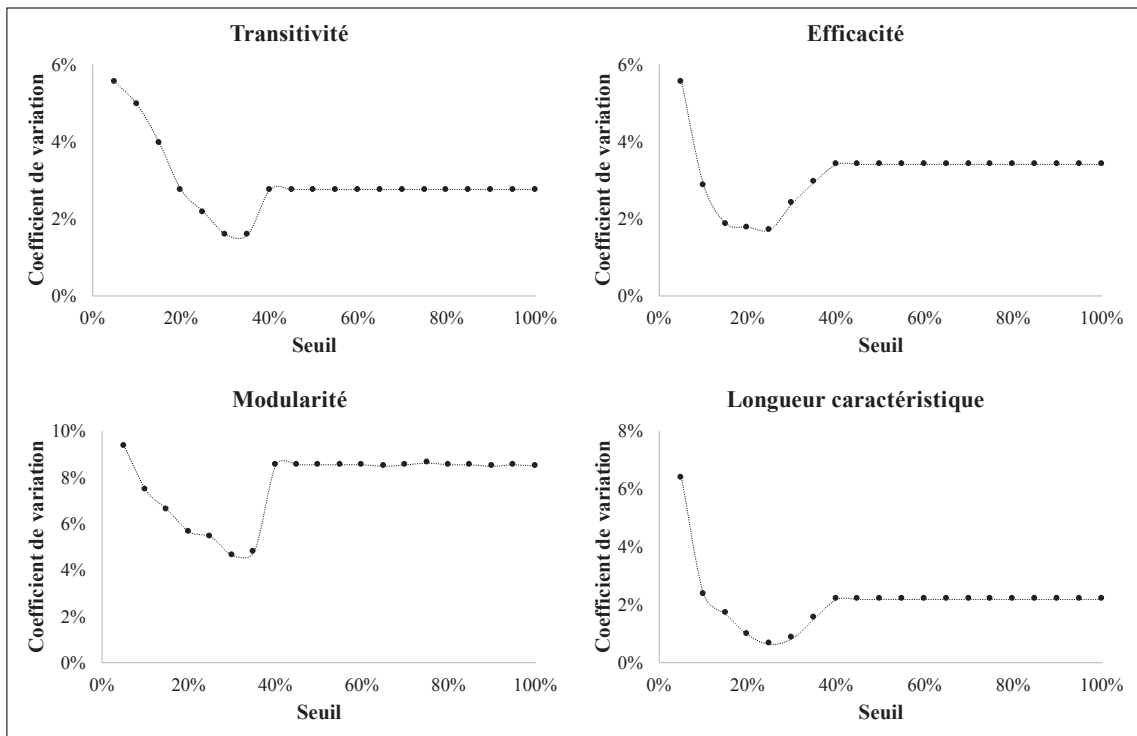 Transitivité
6%
4%
2%
0%
Coefficient de variation
0% 20% 40% 60% 80% 100%
Seuil
Efficacité
6%
4%
2%
0%
Coefficient de variation
0% 20% 40% 60% 80% 100%
Seuil
Modularité
10%
8%
6%
4%
2%
0%
Coefficient de variation
0% 20% 40% 60% 80% 100%
Seuil
Longueur caractéristique
8%
6%
4%
2%
0%
Coefficient de variation
0% 20% 40% 60% 80% 100%
Seuil